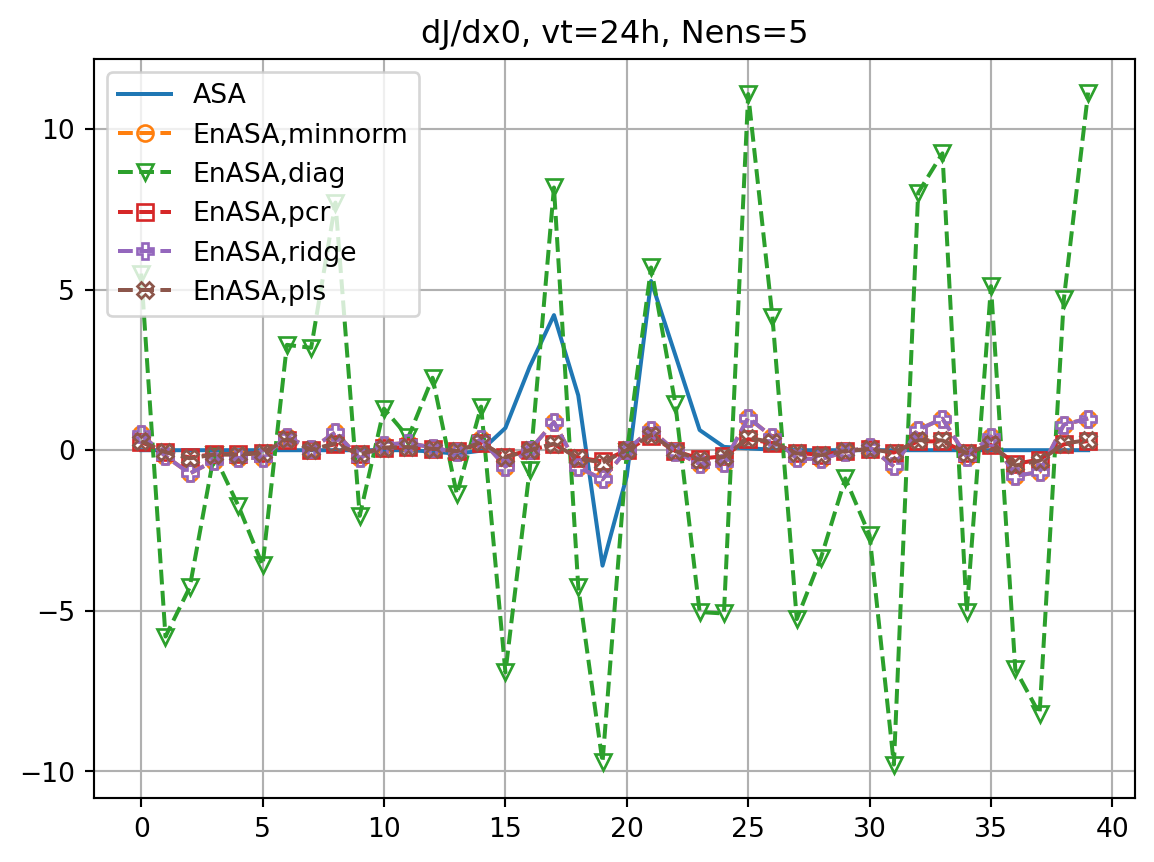 dJ/dx0, vt=24h, Nens=5
ASA
EnASA,minnorm
EnASA,diag
EnASA,pcr
EnASA,ridge
EnASA,pls
10
5
0
−5
−10
0 5 10 15 20 25 30 35 40